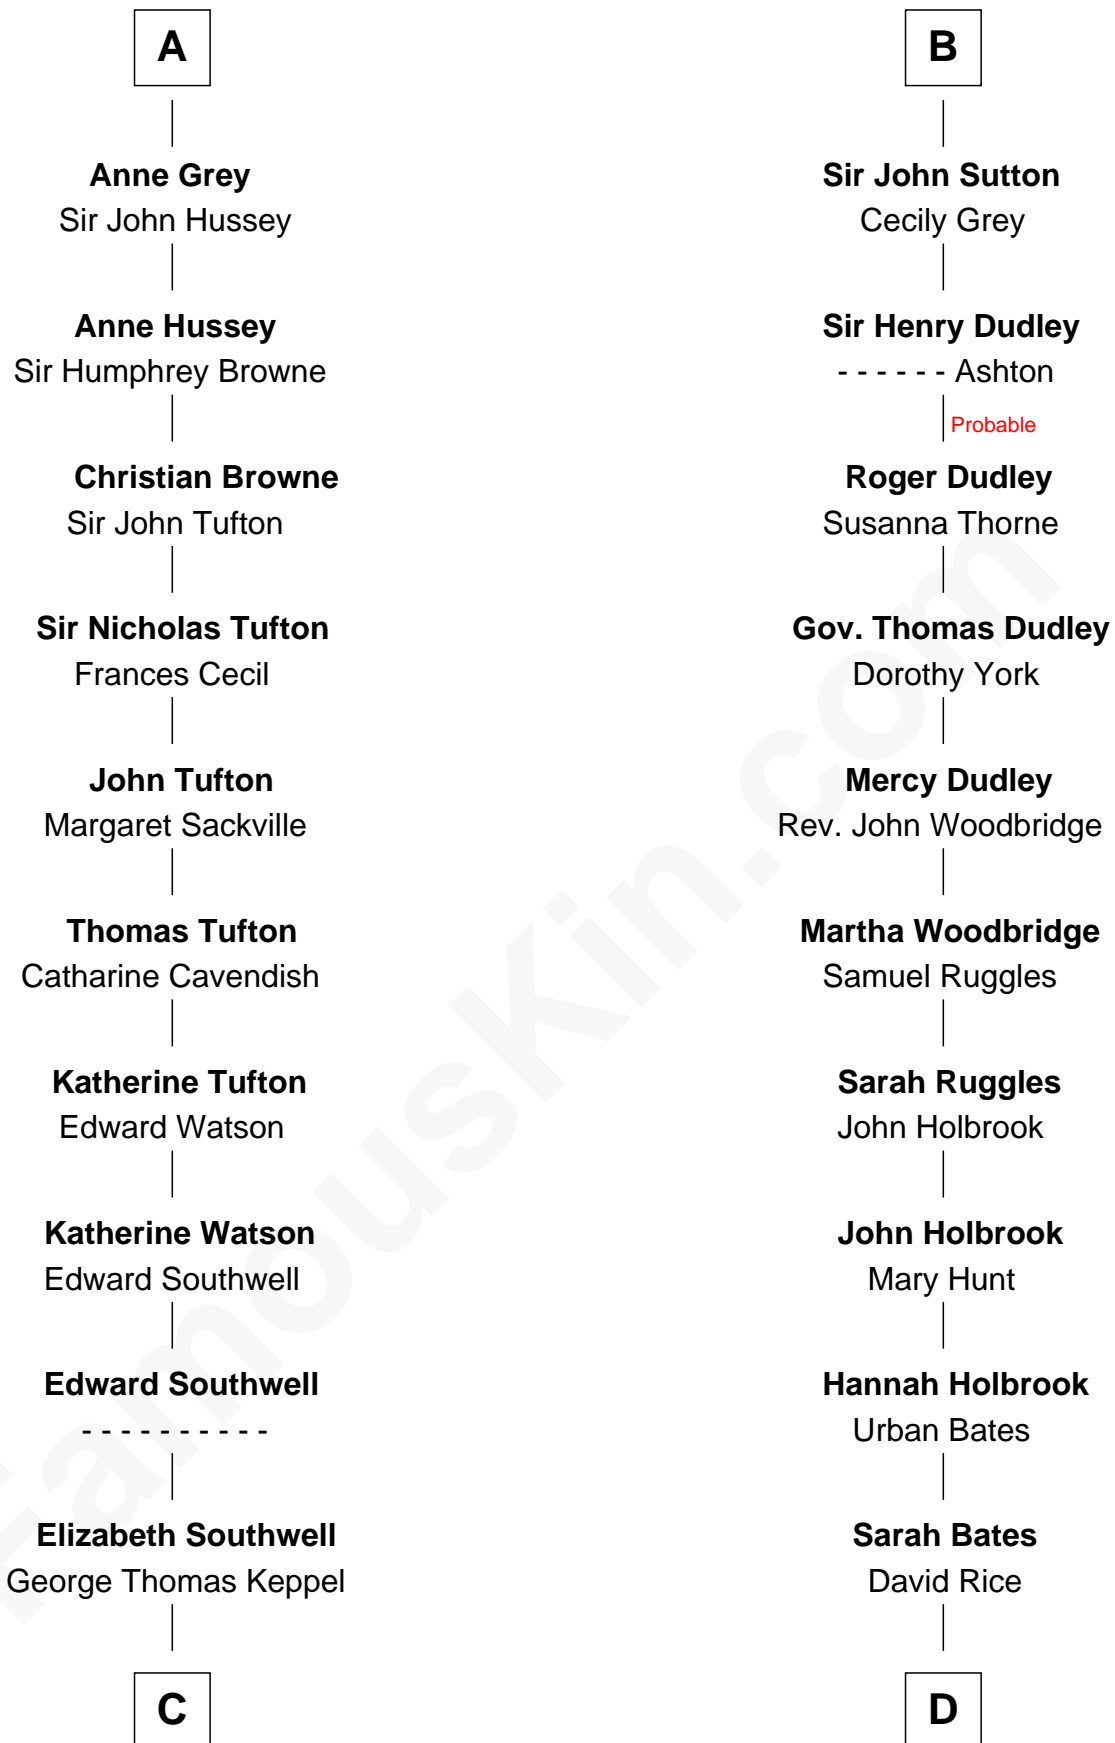 A
Anne Grey
Sir John Hussey
Anne Hussey
Sir Humphrey Browne
Christian Browne
Sir John Tufton
Sir Nicholas Tufton
Frances Cecil
John Tufton
Margaret Sackville
Thomas Tufton
Catharine Cavendish
Katherine Tufton
Edward Watson
Katherine Watson
Edward Southwell
Edward Southwell
- - - - - - - - - -
Elizabeth Southwell
George Thomas Keppel
C
B
Sir John Sutton
Cecily Grey
Sir Henry Dudley
- - - - - - Ashton
Probable
Roger Dudley
Susanna Thorne
Gov. Thomas Dudley
Dorothy York
Mercy Dudley
Rev. John Woodbridge
Martha Woodbridge
Samuel Ruggles
Sarah Ruggles
John Holbrook
John Holbrook
Mary Hunt
Hannah Holbrook
Urban Bates
Sarah Bates
David Rice
D
FamousKin.com